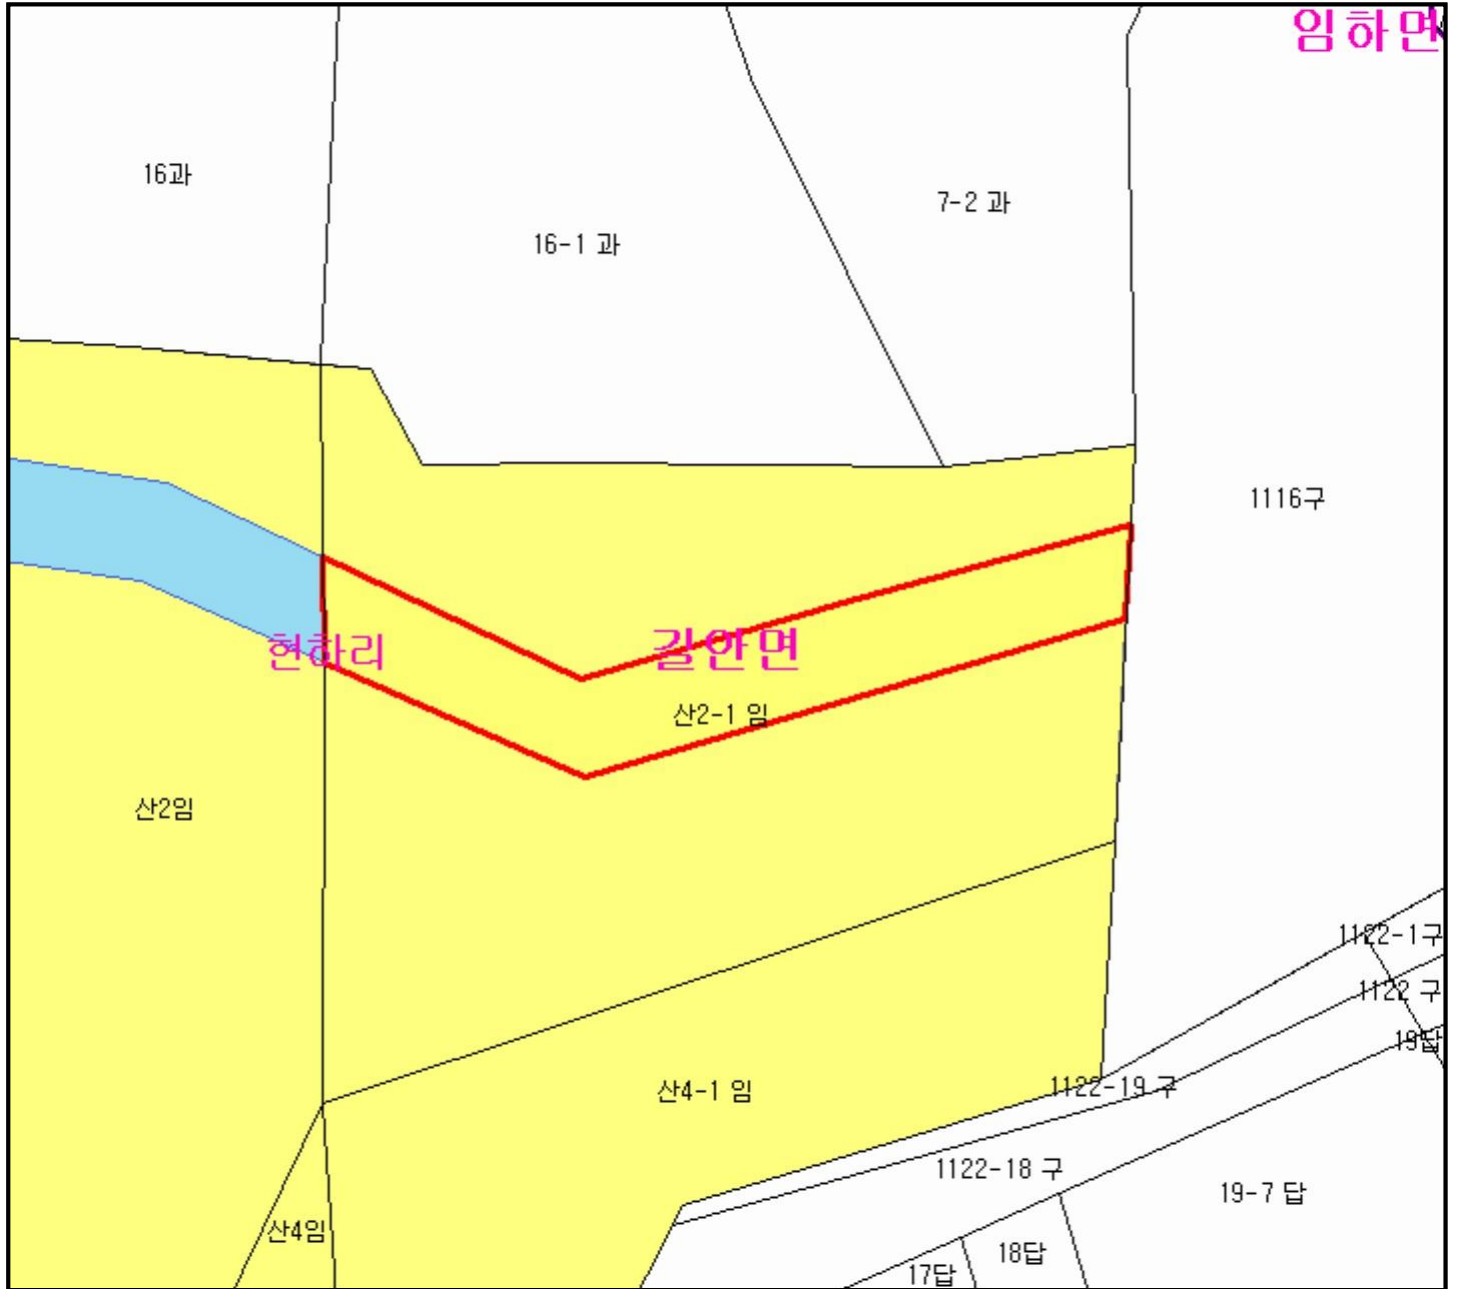 임하면
16과
7-2 과
16-1 과
1116구
현하리
길안면
산2-1 임
산2임
1122-1구
1122 구
19답
1122-19 구
산4-1 임
1122-18 구
19-7 답
산4임
18답
17답